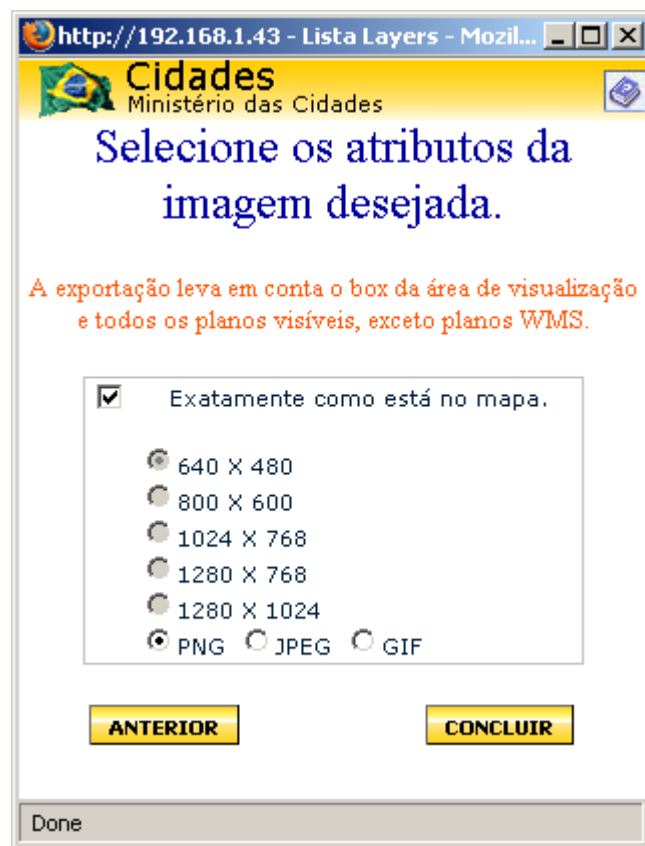 http://192.168.1.43 - Lista Layers - Mozil...
Cidades
Ministério das Cidades
Selecione os atributos da
imagem desejada.
A exportação leva em conta o box da área de visualização
e todos os planos visíveis, exceto planos WMS.
Exatamente como está no mapa.
640 X 480
800 X 600
1024 X 768
1280 X 768
1280 X 1024
PNG JPEG GIF
ANTERIOR CONCLUIR
Done